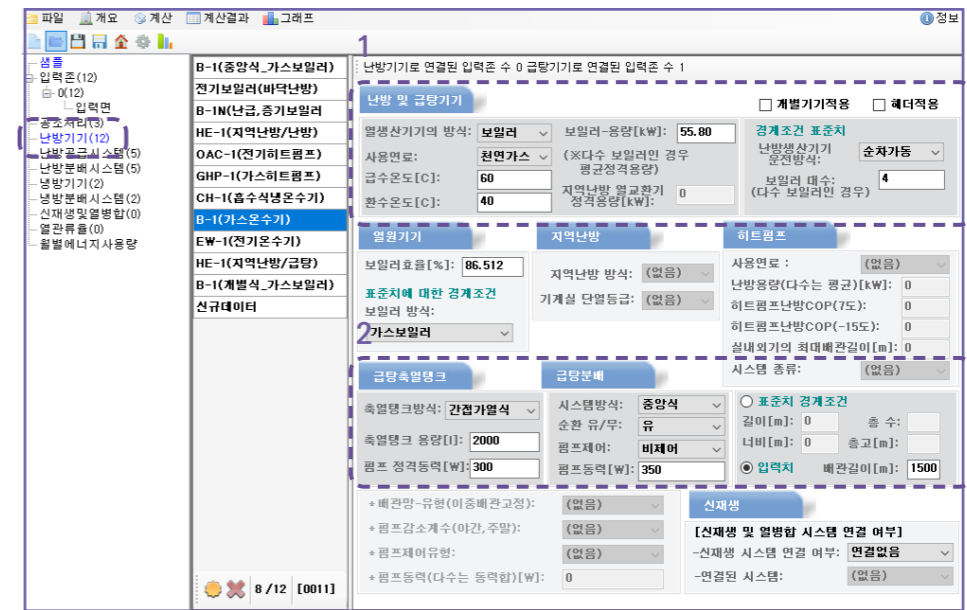 파일 개요 계산 계산결과 그래프 정보
1
샘플
입력존(12)
0(12)
입력면
공조처리(3)
난방기기(12)
난방공급시스템(5)
난방분배시스템(5)
냉방기기(2)
냉방분배시스템(2)
신재생및열병합(0)
열관류율(0)
월별에너지사용량
B-1(중앙식_가스보일러)
전기보일러(바닥난방)
B-1N(난급,증기보일러
HE-1(지역난방/난방)
OAC-1(전기히트펌프)
GHP-1(가스히트펌프)
CH-1(흡수식냉온수기)
B-1(가스온수기)
EW-1(전기온수기)
HE-1(지역난방/급탕)
B-1(개별식_가스보일러)
신규데이터
8/12 [0011]
난방기기로 연결된 입력존 수 0 급탕기기로 연결된 입력존 수 1
난방 및 급탕기기
개별기기적용 헤더적용
열생산기기의 방식: 보일러
사용연료: 천연가스
급수온도[C]: 60
환수온도[C]: 40
보일러-용량[kW]: 55.80
(※다수 보일러인 경우
평균정격용량)
지역난방 열교환기
정격용량[kW]: 0
경계조건 표준치
난방생산기기
운전방식: 순차가동
보일러 대수: 4
(다수 보일러인 경우)
열원기기
보일러효율[%]: 86.512
표준치에 대한 경계조건
보일러 방식:
가스보일러
2
지역난방
지역난방 방식: (없음)
기계실 단열등급: (없음)
히트펌프
사용연료 : (없음)
난방용량(다수는 평균)[kW]: 0
히트펌프난방COP(7도): 0
히트펌프난방COP(-15도): 0
실내외기의 최대배관길이[m]: 0
시스템 종류: (없음)
급탕축열탱크
축열탱크방식: 간접가열식
축열탱크 용량[l]: 2000
펌프 정격동력[W]: 300
급탕분배
시스템방식: 중앙식
순환 유/무: 유
펌프제어: 비제어
펌프동력[W]: 350
표준치 경계조건
길이[m]: 0 층 수:
너비[m]: 0 층고[m]:
입력치 배관길이[m]: 1500
*배관망-유형(이중배관고정): (없음)
*펌프감소계수(야간,주말): (없음)
*펌프제어유형: (없음)
*펌프동력(다수는 동력합)[W]: 0
신재생
[신재생 및 열병합 시스템 연결 여부]
-신재생 시스템 연결 여부: 연결없음
-연결된 시스템: (없음)